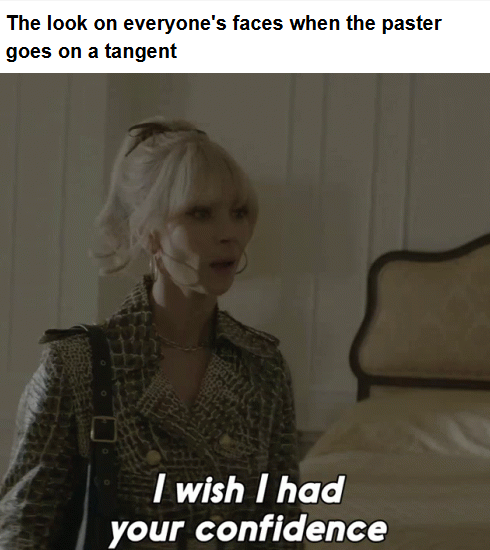 The look on everyone's faces when the paster
goes on a tangent
I wish I had
your confidence